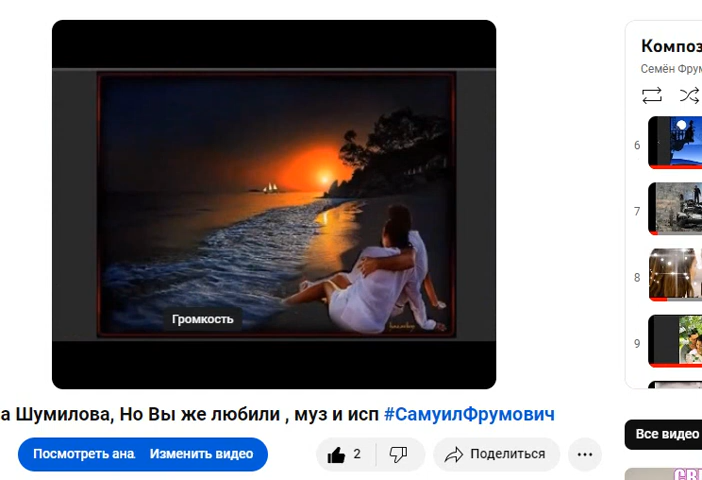 Громкость
а Шумилова, Но Вы же любили , муз и исп #СамуилФрумович
Посмотреть ана
Изменить видео
2
Поделиться
Композ
Семён Фрум
6
7
8
9
Все видео